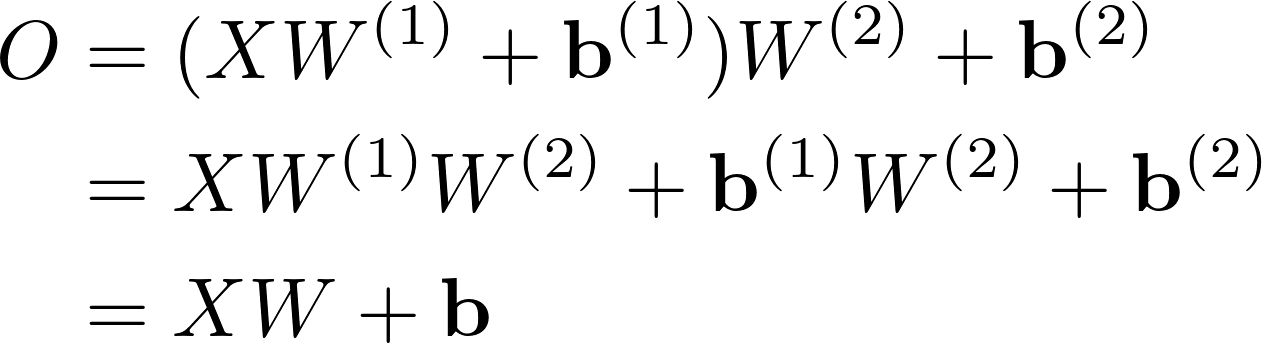 O = (XW^(1) + b^(1))W^(2) + b^(2)
= XW^(1)W^(2) + b^(1)W^(2) + b^(2)
= XW + b